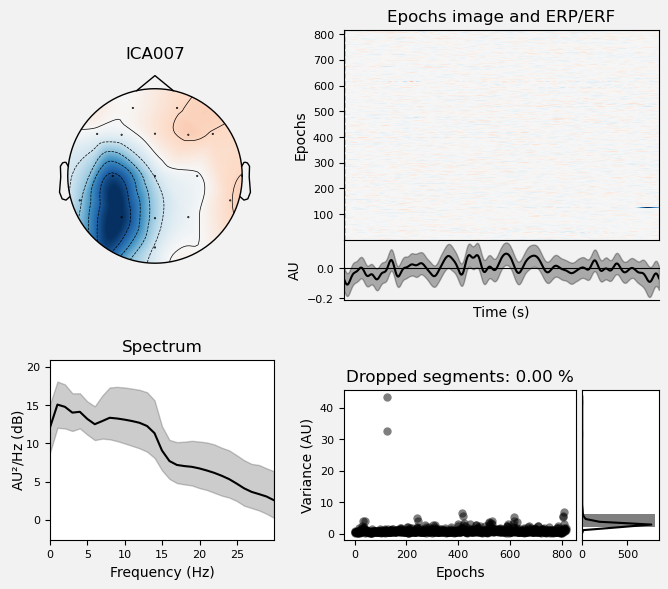 Epochs image and ERP/ERF
ICA007
800
700
600
500
400
300
200
100
Epochs
0.0
−0.2
AU
Time (s)
Spectrum
20
15
10
5
0
AU²/Hz (dB)
0 5 10 15 20 25
Frequency (Hz)
Dropped segments: 0.00 %
40
30
20
10
0
Variance (AU)
0 200 400 600 800
Epochs
0 500